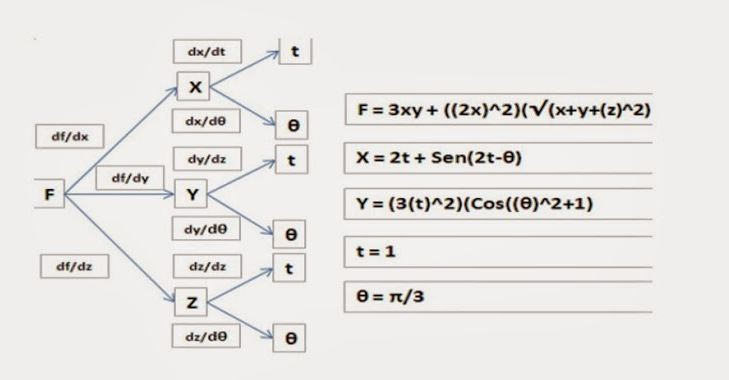 dx/dt
t
X
dx/dθ
θ
df/dx
dy/dz
t
df/dy
F
Y
dy/dθ
θ
df/dz
dz/dz
t
Z
dz/dθ
θ
F = 3xy + ((2x)^2)(√(x+y+(z)^2)
X = 2t + Sen(2t-θ)
Y = (3(t)^2)(Cos((θ)^2+1)
t = 1
θ = π/3